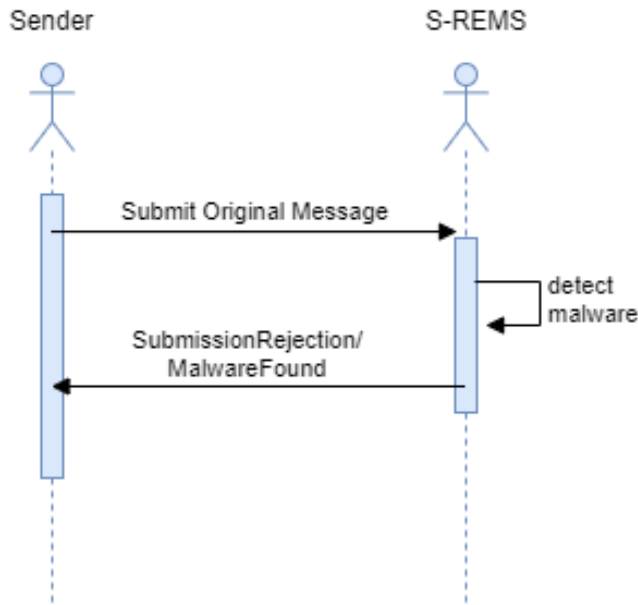 Sender
S-REMS
Submit Original Message
detect
malware
SubmissionRejection/
MalwareFound